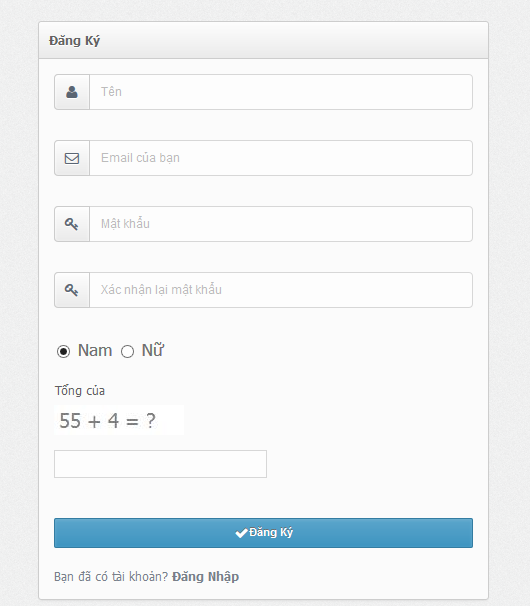 Đăng Ký
Tên
Email của bạn
Mật khẩu
Xác nhận lại mật khẩu
Nam Nữ
Tổng của
55 + 4 = ?
Đăng Ký
Bạn đã có tài khoản? Đăng Nhập